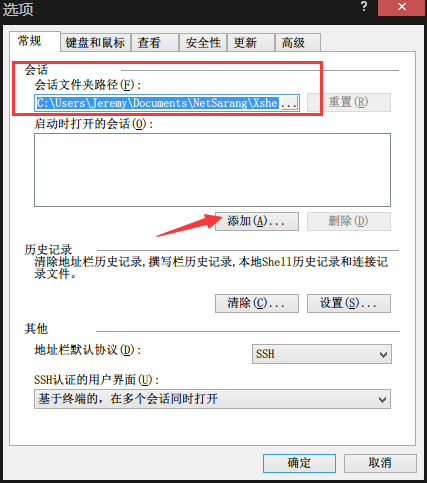 选项
?
常规 键盘和鼠标 查看 安全性 更新 高级
会话
会话文件夹路径(F):
C:\Users\Jeremy\Documents\NetSarang\Xshe ... 重置(R)
启动时打开的会话(O):
添加(A)... 删除(D)
历史记录
清除地址栏历史记录,撰写栏历史记录,本地Shell历史记录和连接记
录文件。
清除(C)... 设置(S)...
其他
地址栏默认协议(D): SSH
SSH认证的用户界面(U):
基于终端的, 在多个会话同时打开
确定 取消